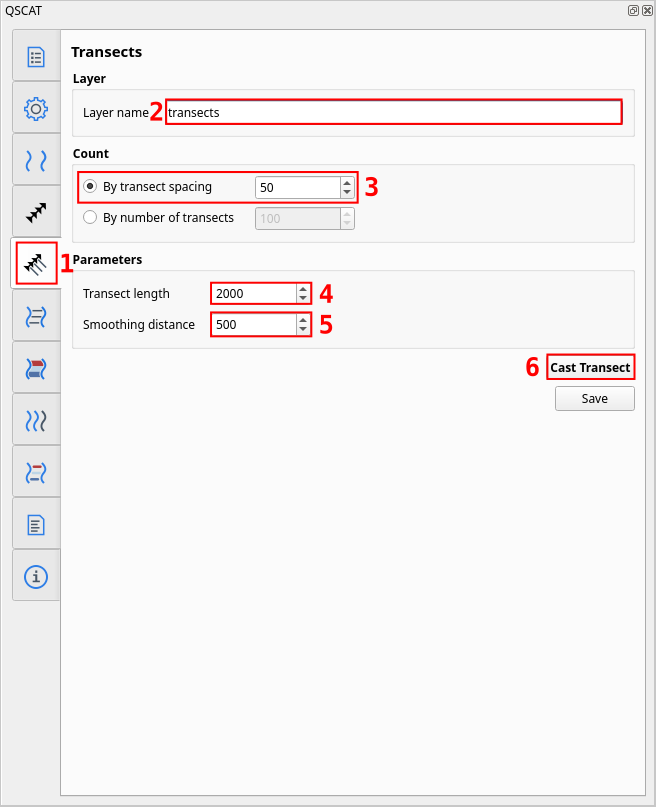 QSCAT
Transects
Layer
Layer name 2 transects
Count
By transect spacing 50 3
By number of transects 100
1 Parameters
Transect length 2000 4
Smoothing distance 500 5
6 Cast Transect
Save